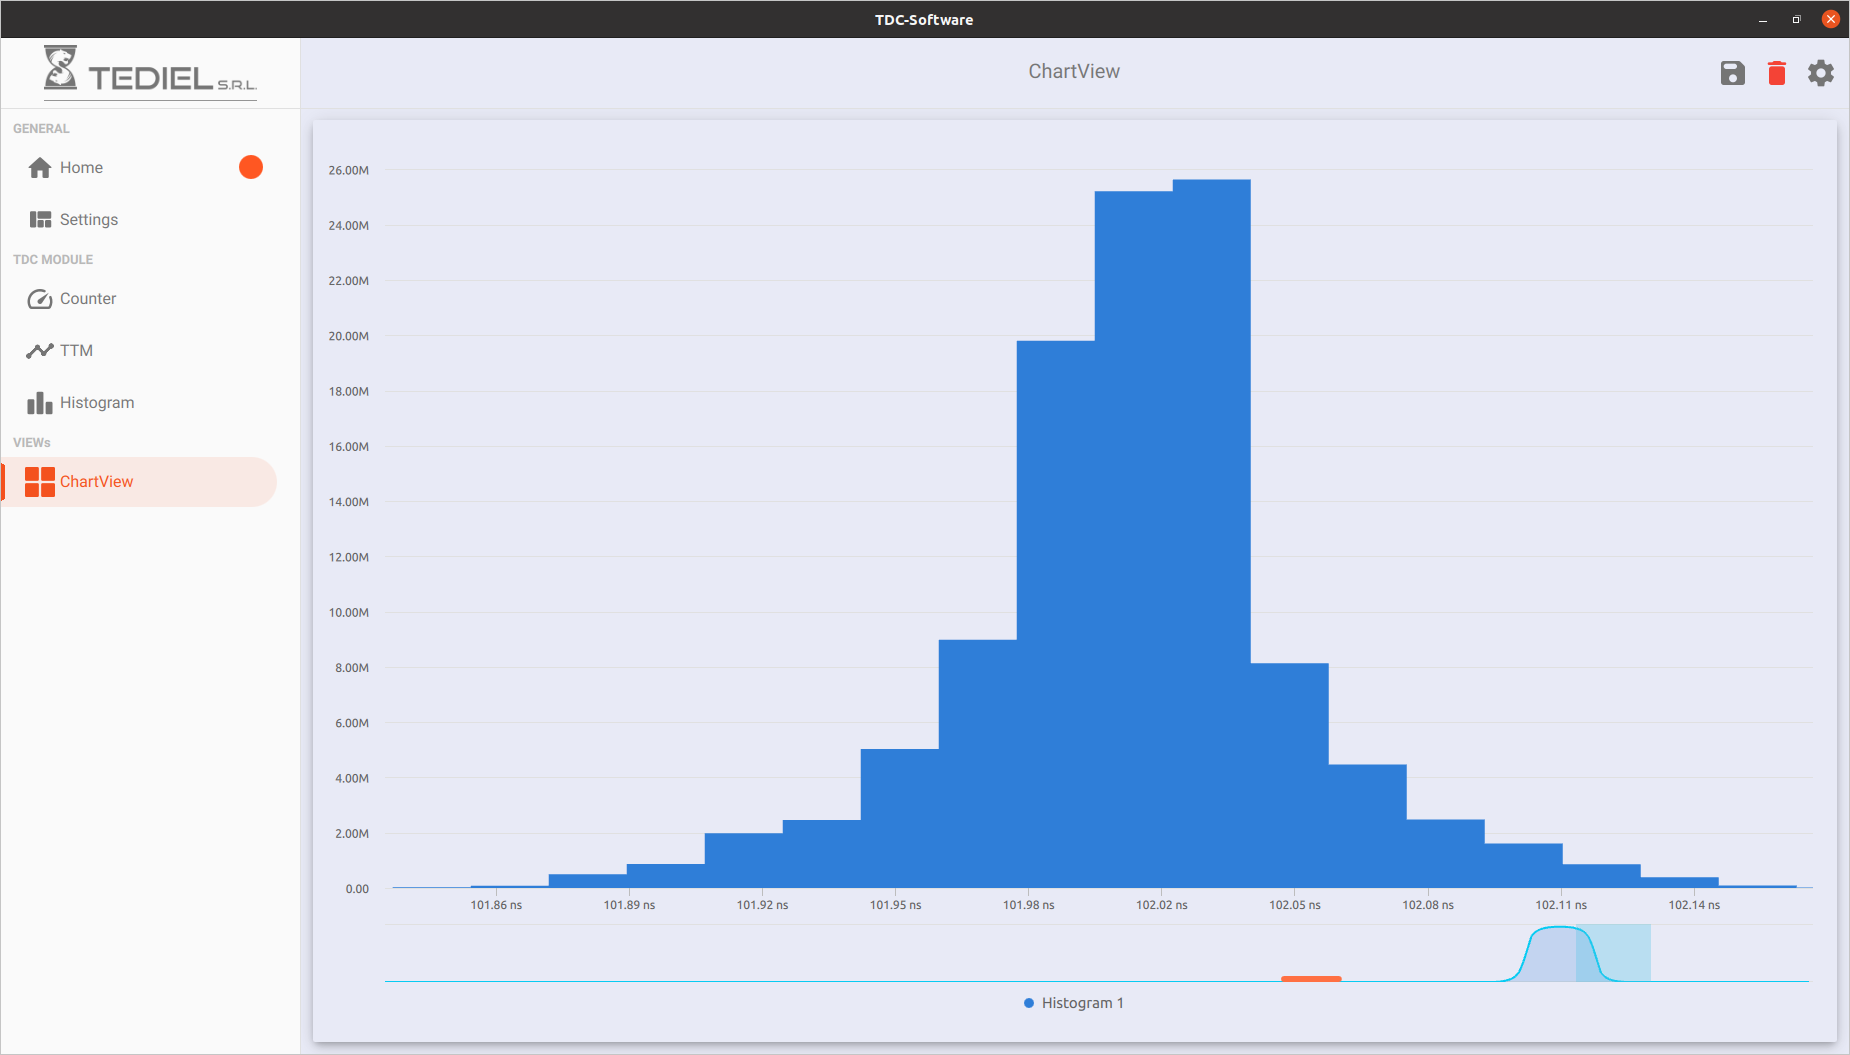 TDC-Software
TEDIEL S.R.L.
ChartView
GENERAL
Home
Settings
TDC MODULE
Counter
TTM
Histogram
VIEWs
ChartView
26.00M
24.00M
22.00M
20.00M
18.00M
16.00M
14.00M
12.00M
10.00M
8.00M
6.00M
4.00M
2.00M
0.00
101.86 ns 101.89 ns 101.92 ns 101.95 ns 101.98 ns 102.02 ns 102.05 ns 102.08 ns 102.11 ns 102.14 ns
Histogram 1